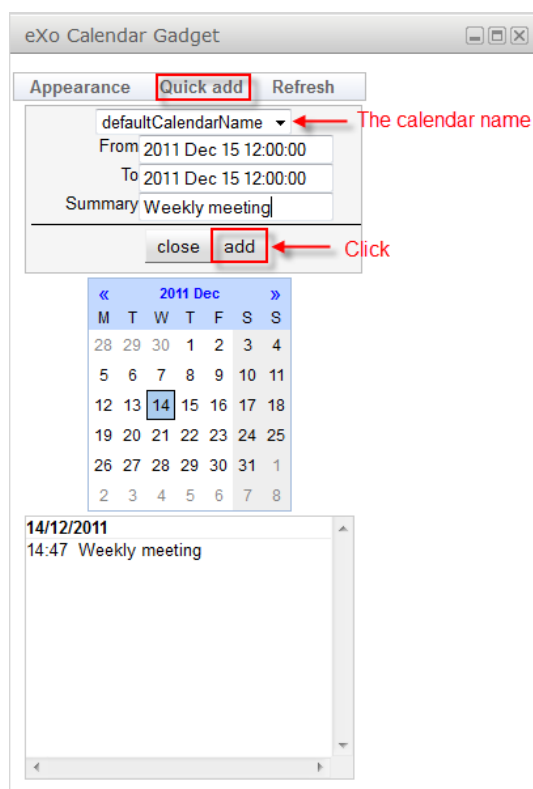 eXo Calendar Gadget
Appearance Quick add Refresh
defaultCalendarName The calendar name
From 2011 Dec 15 12:00:00
To 2011 Dec 15 12:00:00
Summary Weekly meeting
close add Click
« 2011 Dec »
M T W T F S S
28 29 30 1 2 3 4
5 6 7 8 9 10 11
12 13 14 15 16 17 18
19 20 21 22 23 24 25
26 27 28 29 30 31 1
2 3 4 5 6 7 8
14/12/2011
14:47 Weekly meeting